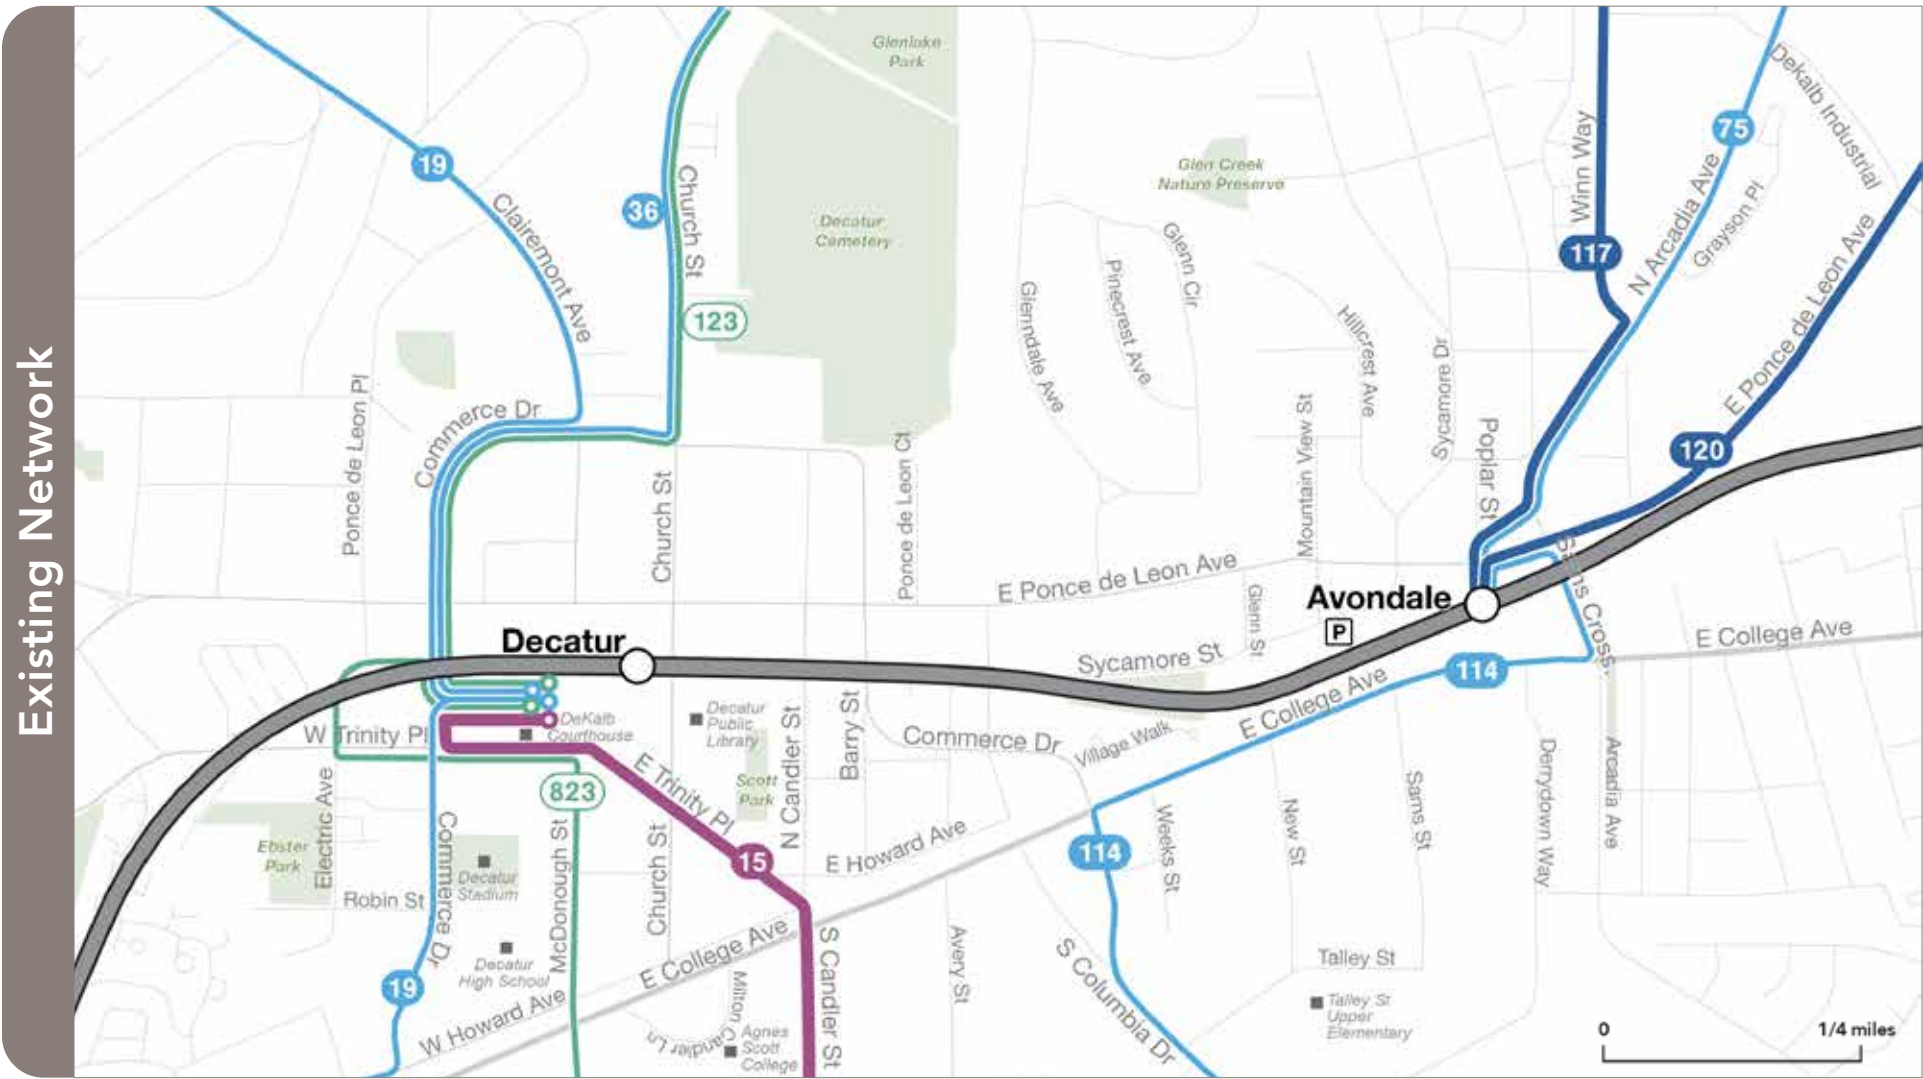 Existing Network
Glenlake
Park
DeKalb Industrial
75
19
Winn Way
Glen Creek
Nature Preserve
Church St
36
Clairemont Ave
Decatur
Cemetery
N Arcadia Ave
Grayson Pl
117
Glenn Cir
Pinecrest Ave
Glenndale Ave
123
Hillcrest Ave
Sycamore Dr
E Ponce de Leon Ave
Ponce de Leon Pl
Commerce Dr
120
Mountain View St
Poplar St
Church St
Ponce de Leon Ct
E Ponce de Leon Ave
Sams Cross
Glenn St
Avondale
P
Decatur
Sycamore St
E College Ave
114
E College Ave
W Trinity Pl
DeKalb
Courthouse
Decatur
Public
Library
N Candler St
Barry St
Commerce Dr
Village Walk
E Trinity Pl
Scott
Park
823
Electric Ave
Commerce Dr
McDonough St
Church St
15
E Howard Ave
114
Weeks St
New St
Sams St
Derrydown Way
Arcadia Ave
Ebster
Park
Decatur
Stadium
Robin St
Decatur
High School
19
W Howard Ave
E College Ave
S Candler St
Avery St
S Columbia Dr
Talley St
Talley St
Upper
Elementary
Milton Candler Ln
Agnes
Scott
College
0 1/4 miles